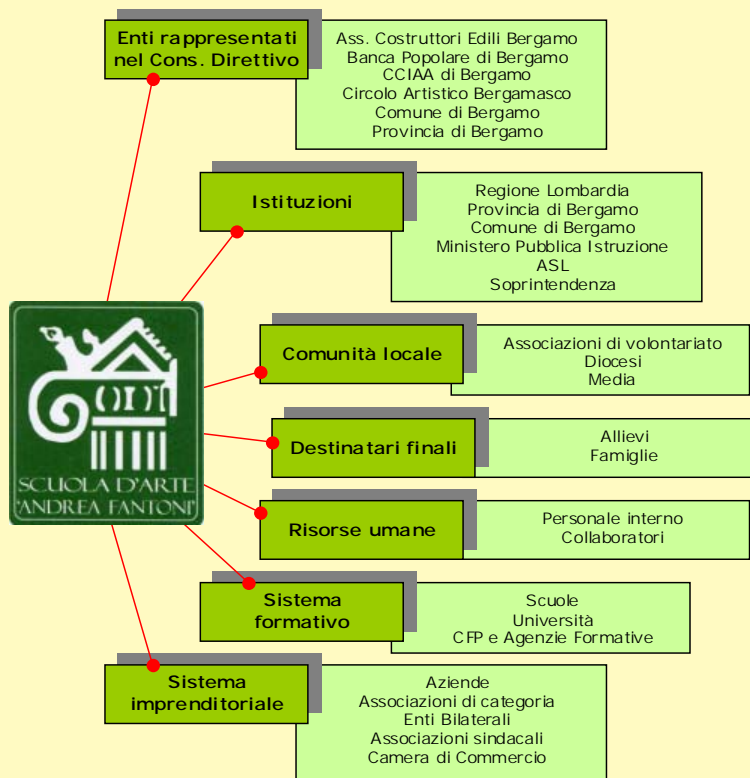 Enti rappresentati
nel Cons. Direttivo
Ass. Costruttori Edili Bergamo
Banca Popolare di Bergamo
CCIAA di Bergamo
Circolo Artistico Bergamasco
Comune di Bergamo
Provincia di Bergamo
Istituzioni
Regione Lombardia
Provincia di Bergamo
Comune di Bergamo
Ministero Pubblica Istruzione
ASL
Soprintendenza
Comunità locale
Associazioni di volontariato
Diocesi
Media
Destinatari finali
Allievi
Famiglie
SCUOLA D'ARTE
"ANDREA FANTONI"
Risorse umane
Personale interno
Collaboratori
Sistema
formativo
Scuole
Università
CFP e Agenzie Formative
Sistema
imprenditoriale
Aziende
Associazioni di categoria
Enti Bilaterali
Associazioni sindacali
Camera di Commercio